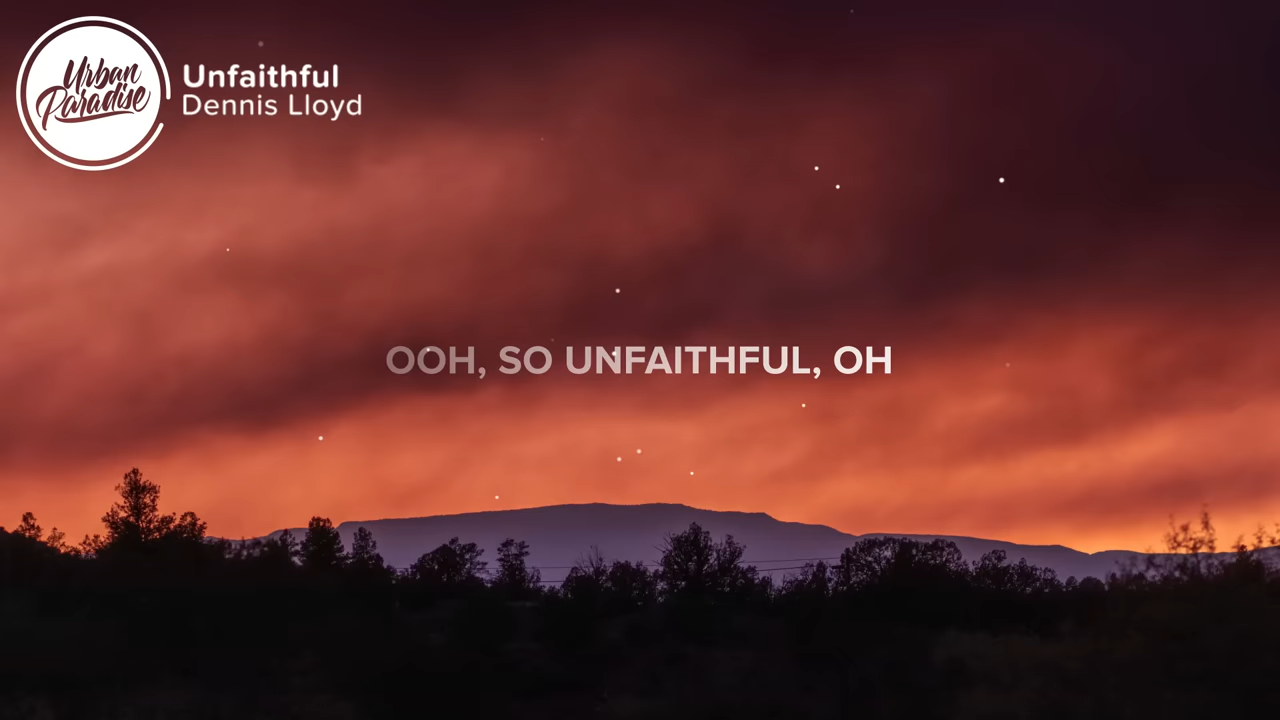 Urban
Paradise
Unfaithful
Dennis Lloyd
OOH, SO UNFAITHFUL, OH